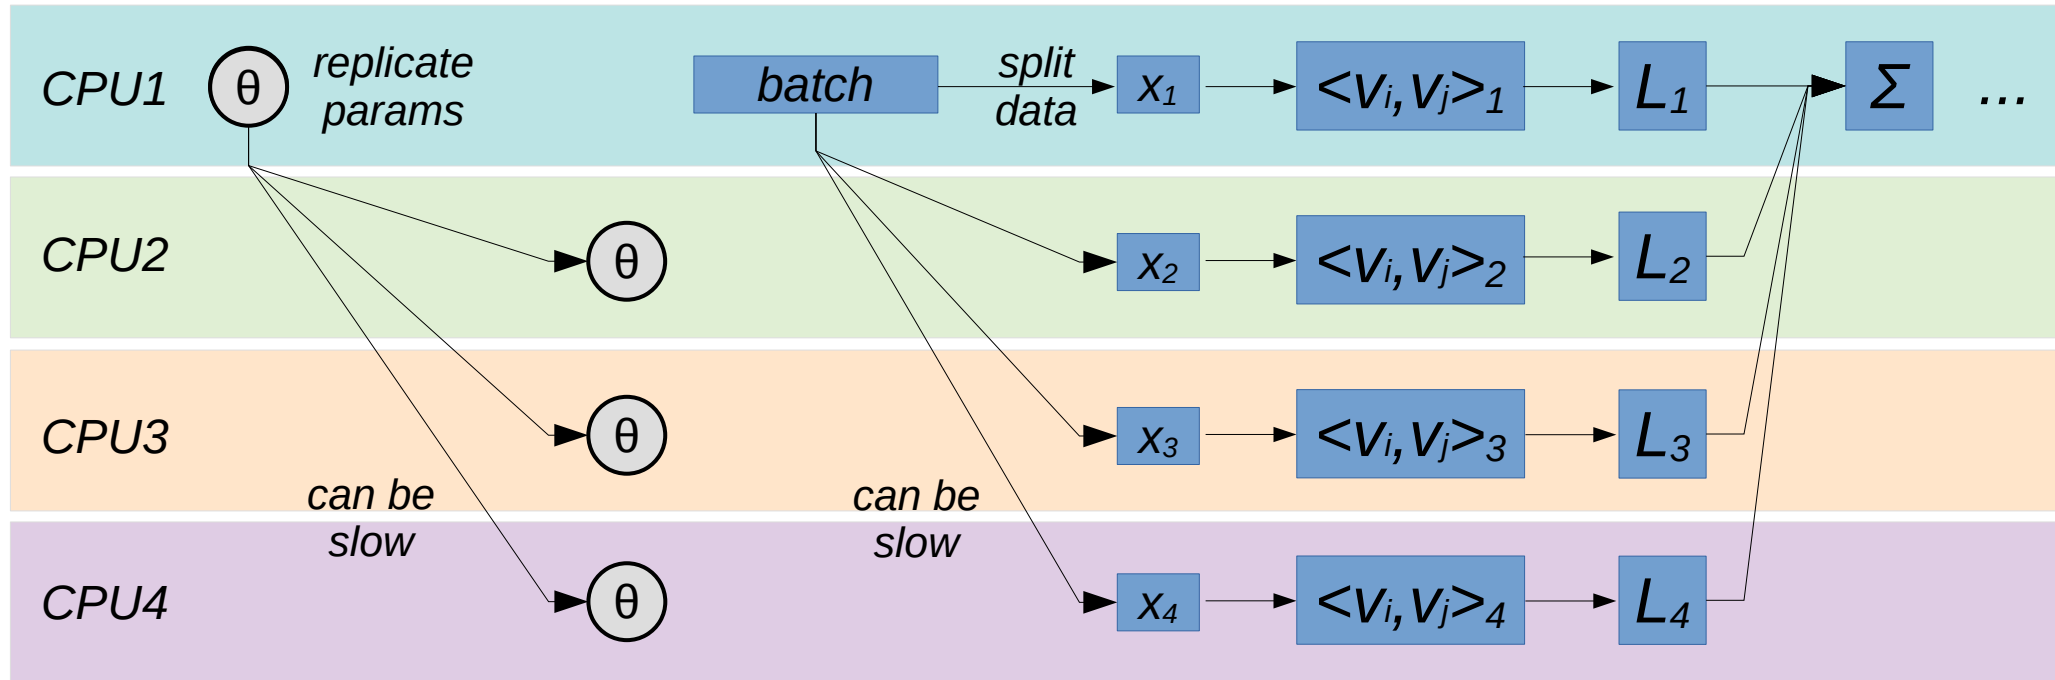 CPU1 θ replicate params batch split data x₁ <vᵢ,vⱼ>₁ L₁ Σ ...
CPU2 θ x₂ <vᵢ,vⱼ>₂ L₂
CPU3 θ x₃ <vᵢ,vⱼ>₃ L₃
can be slow can be slow
CPU4 θ x₄ <vᵢ,vⱼ>₄ L₄